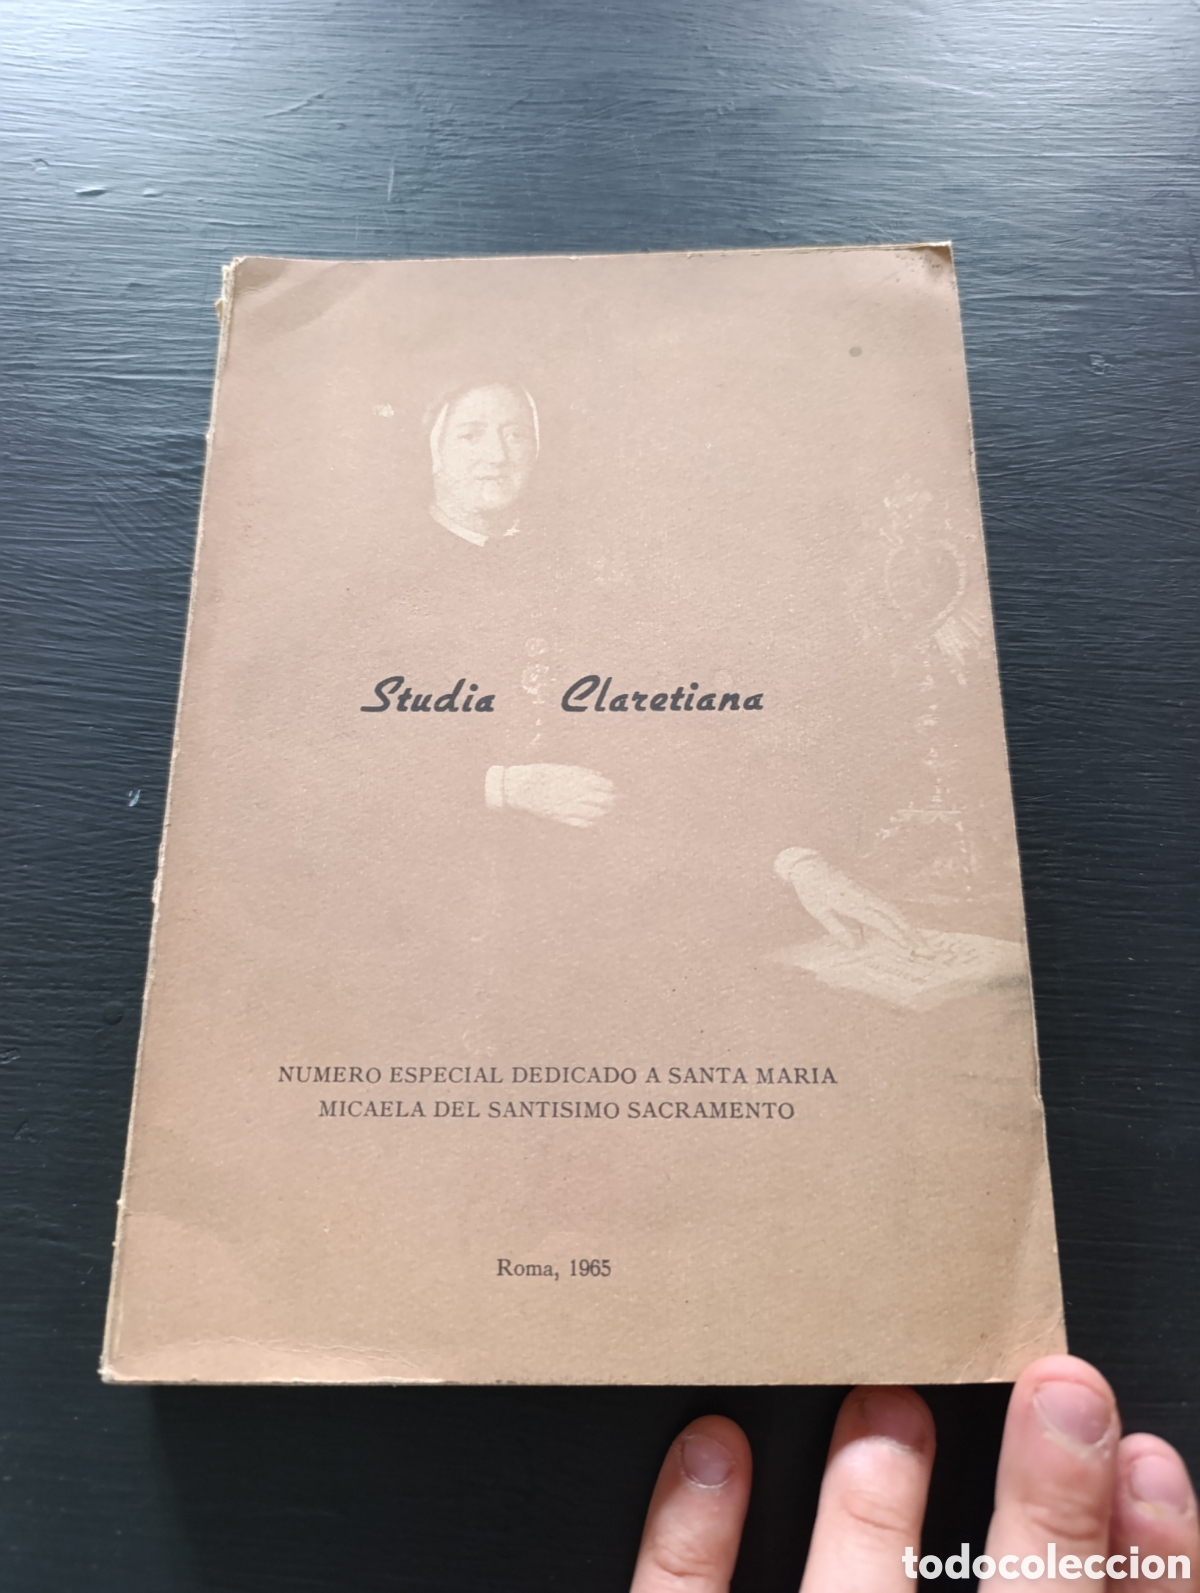 Studia Claretiana
NUMERO ESPECIAL DEDICADO A SANTA MARIA
MICAELA DEL SANTISIMO SACRAMENTO
Roma, 1965
todocoleccion